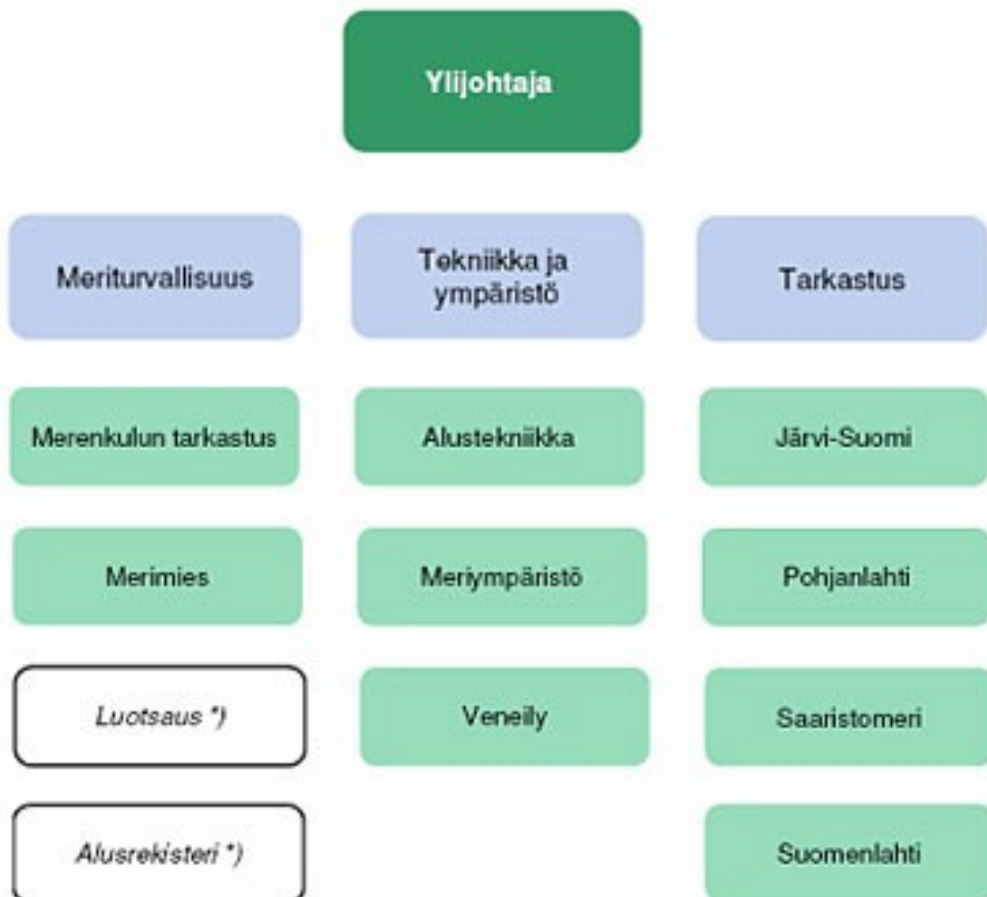 Ylijohtaja
Meriturvallisuus
Tekniikka ja
ympäristö
Tarkastus
Merenkulun tarkastus
Alustekniikka
Järvi-Suomi
Merimies
Meriympäristö
Pohjanlahti
Luotsaus *)
Veneily
Saaristomeri
Alusrekisteri *)
Suomenlahti